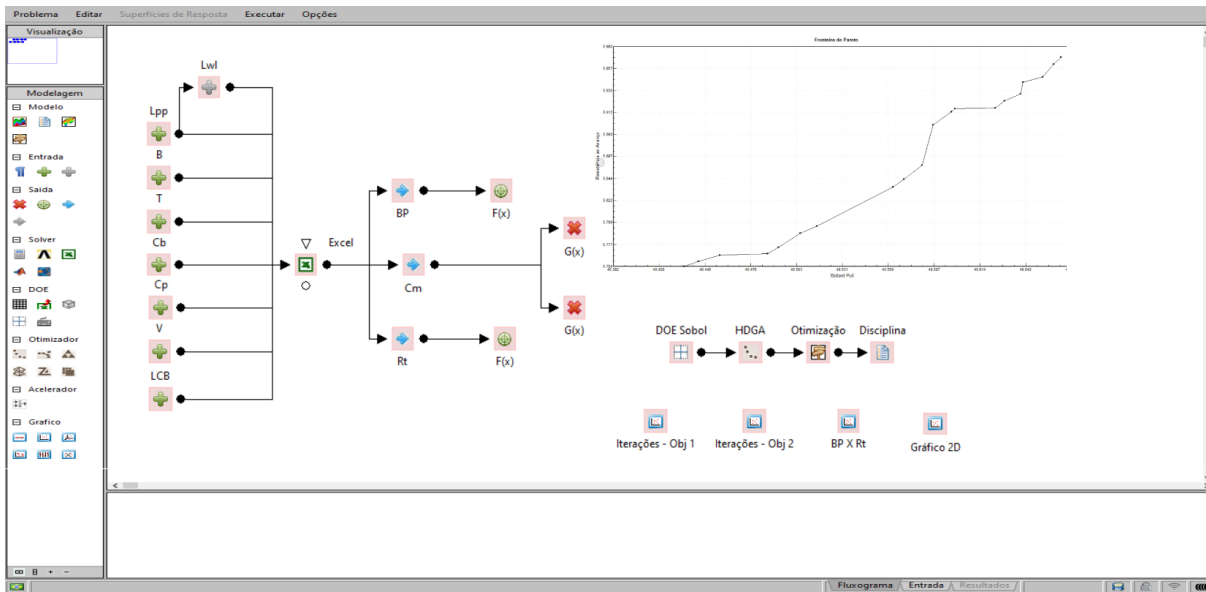 Problema Editar Superfícies de Resposta Executar Opções
Visualização
Modelagem
Modelo
Entrada
Saida
Solver
DOE
Otimizador
Acelerador
Grafico
Lwl
Lpp
B
T
Cb
Cp
V
LCB
Excel
BP
Cm
Rt
F(x)
F(x)
G(x)
G(x)
Fronteira de Pareto
Bollard Pull
DOE Sobol HDGA Otimização Disciplina
Iterações - Obj 1 Iterações - Obj 2 BP X Rt Gráfico 2D
Fluxograma Entrada Resultados